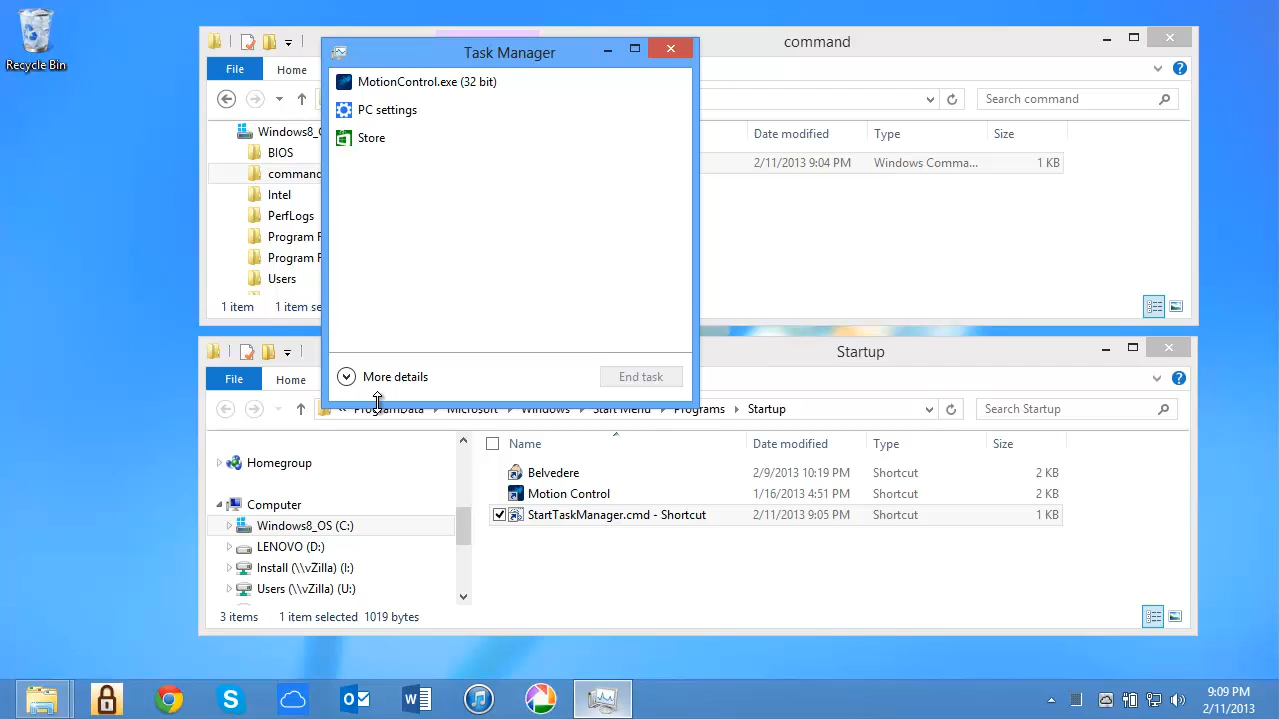 Recycle Bin
command
File
Home
Search command
Windows8_O
BIOS
command
Intel
PerfLogs
Program F
Program F
Users
Date modified
Type
Size
2/11/2013 9:04 PM
Windows Comma...
1 KB
1 item
1 item se
Task Manager
MotionControl.exe (32 bit)
PC settings
Store
More details
End task
Startup
File
Home
ProgramData
Microsoft
Windows
Start Menu
Programs
Startup
Search Startup
Homegroup
Computer
Windows8_OS (C:)
LENOVO (D:)
Install (\\vZilla) (I:)
Users (\\vZilla) (U:)
Name
Date modified
Type
Size
Belvedere
2/9/2013 10:19 PM
Shortcut
2 KB
Motion Control
1/16/2013 4:51 PM
Shortcut
2 KB
StartTaskManager.cmd - Shortcut
2/11/2013 9:05 PM
Shortcut
1 KB
3 items
1 item selected 1019 bytes
9:09 PM
2/11/2013